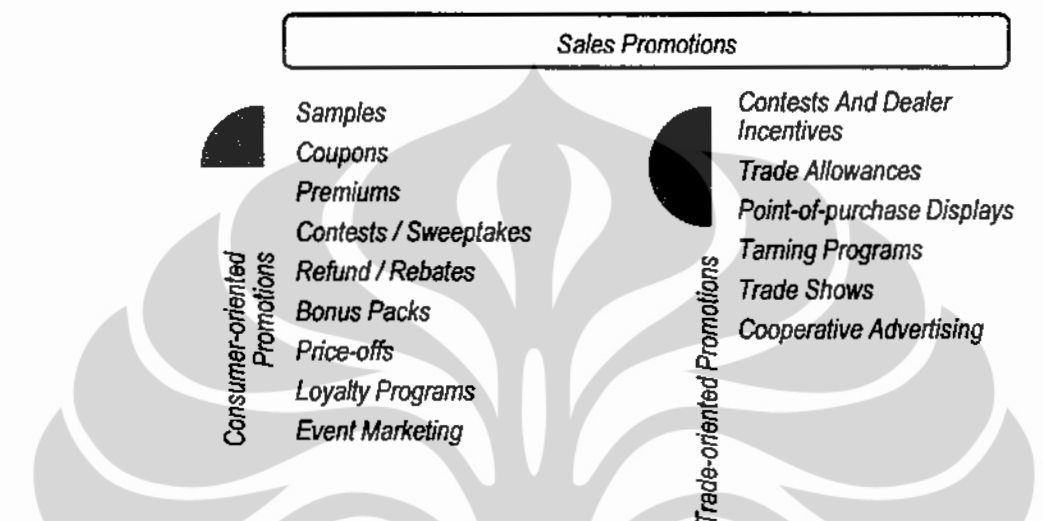 Sales Promotions
Samples
Coupons
Premiums
Contests / Sweeptakes
Refund / Rebates
Bonus Packs
Price-offs
Loyalty Programs
Event Marketing
Consumer-oriented
Promotions
Contests And Dealer
Incentives
Trade Allowances
Point-of-purchase Displays
Tarning Programs
Trade Shows
Cooperative Advertising
Trade-oriented Promotions